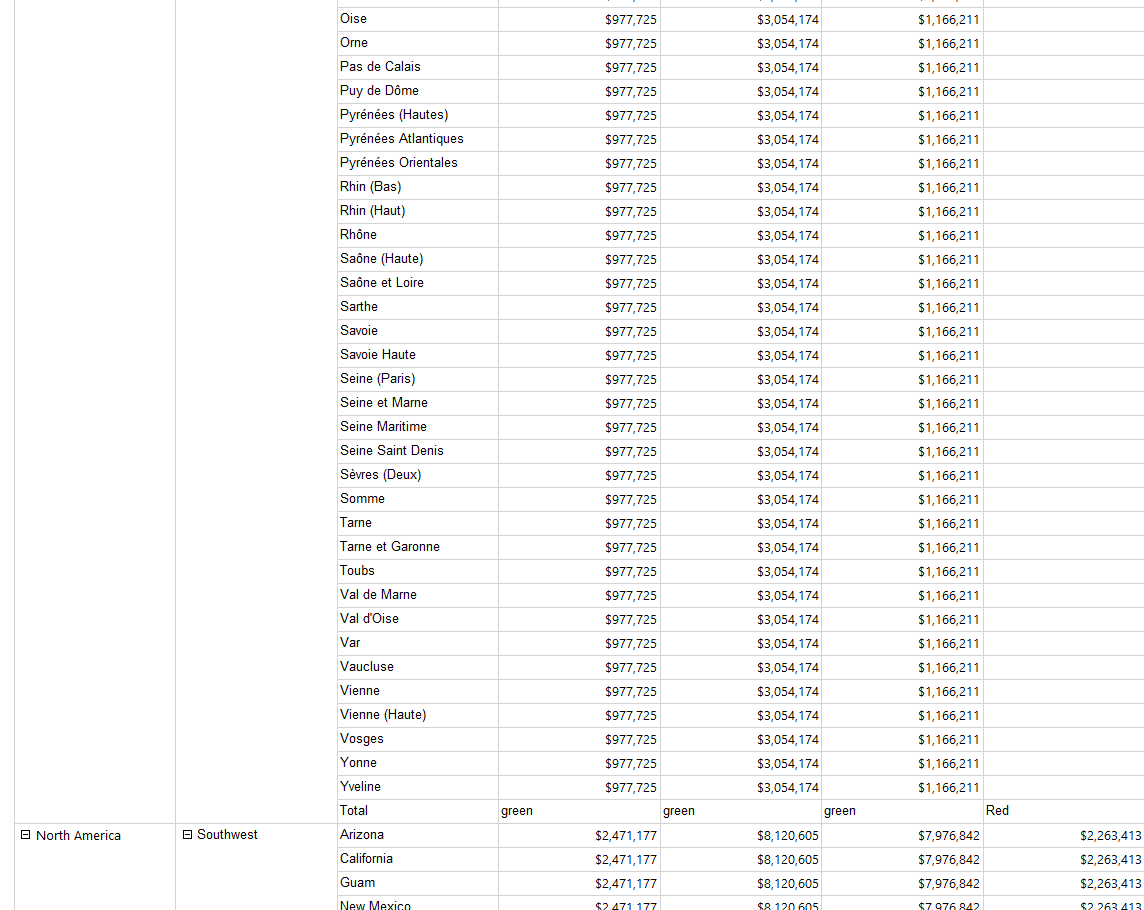 Oise $977,725 $3,054,174 $1,166,211
Orne $977,725 $3,054,174 $1,166,211
Pas de Calais $977,725 $3,054,174 $1,166,211
Puy de Dôme $977,725 $3,054,174 $1,166,211
Pyrénées (Hautes) $977,725 $3,054,174 $1,166,211
Pyrénées Atlantiques $977,725 $3,054,174 $1,166,211
Pyrénées Orientales $977,725 $3,054,174 $1,166,211
Rhin (Bas) $977,725 $3,054,174 $1,166,211
Rhin (Haut) $977,725 $3,054,174 $1,166,211
Rhône $977,725 $3,054,174 $1,166,211
Saône (Haute) $977,725 $3,054,174 $1,166,211
Saône et Loire $977,725 $3,054,174 $1,166,211
Sarthe $977,725 $3,054,174 $1,166,211
Savoie $977,725 $3,054,174 $1,166,211
Savoie Haute $977,725 $3,054,174 $1,166,211
Seine (Paris) $977,725 $3,054,174 $1,166,211
Seine et Marne $977,725 $3,054,174 $1,166,211
Seine Maritime $977,725 $3,054,174 $1,166,211
Seine Saint Denis $977,725 $3,054,174 $1,166,211
Sèvres (Deux) $977,725 $3,054,174 $1,166,211
Somme $977,725 $3,054,174 $1,166,211
Tarne $977,725 $3,054,174 $1,166,211
Tarne et Garonne $977,725 $3,054,174 $1,166,211
Toubs $977,725 $3,054,174 $1,166,211
Val de Marne $977,725 $3,054,174 $1,166,211
Val d'Oise $977,725 $3,054,174 $1,166,211
Var $977,725 $3,054,174 $1,166,211
Vaucluse $977,725 $3,054,174 $1,166,211
Vienne $977,725 $3,054,174 $1,166,211
Vienne (Haute) $977,725 $3,054,174 $1,166,211
Vosges $977,725 $3,054,174 $1,166,211
Yonne $977,725 $3,054,174 $1,166,211
Yveline $977,725 $3,054,174 $1,166,211
Total green green green Red
North America Southwest Arizona $2,471,177 $8,120,605 $7,976,842 $2,263,413
California $2,471,177 $8,120,605 $7,976,842 $2,263,413
Guam $2,471,177 $8,120,605 $7,976,842 $2,263,413
New Mexico $2,471,177 $8,120,605 $7,976,842 $2,263,413